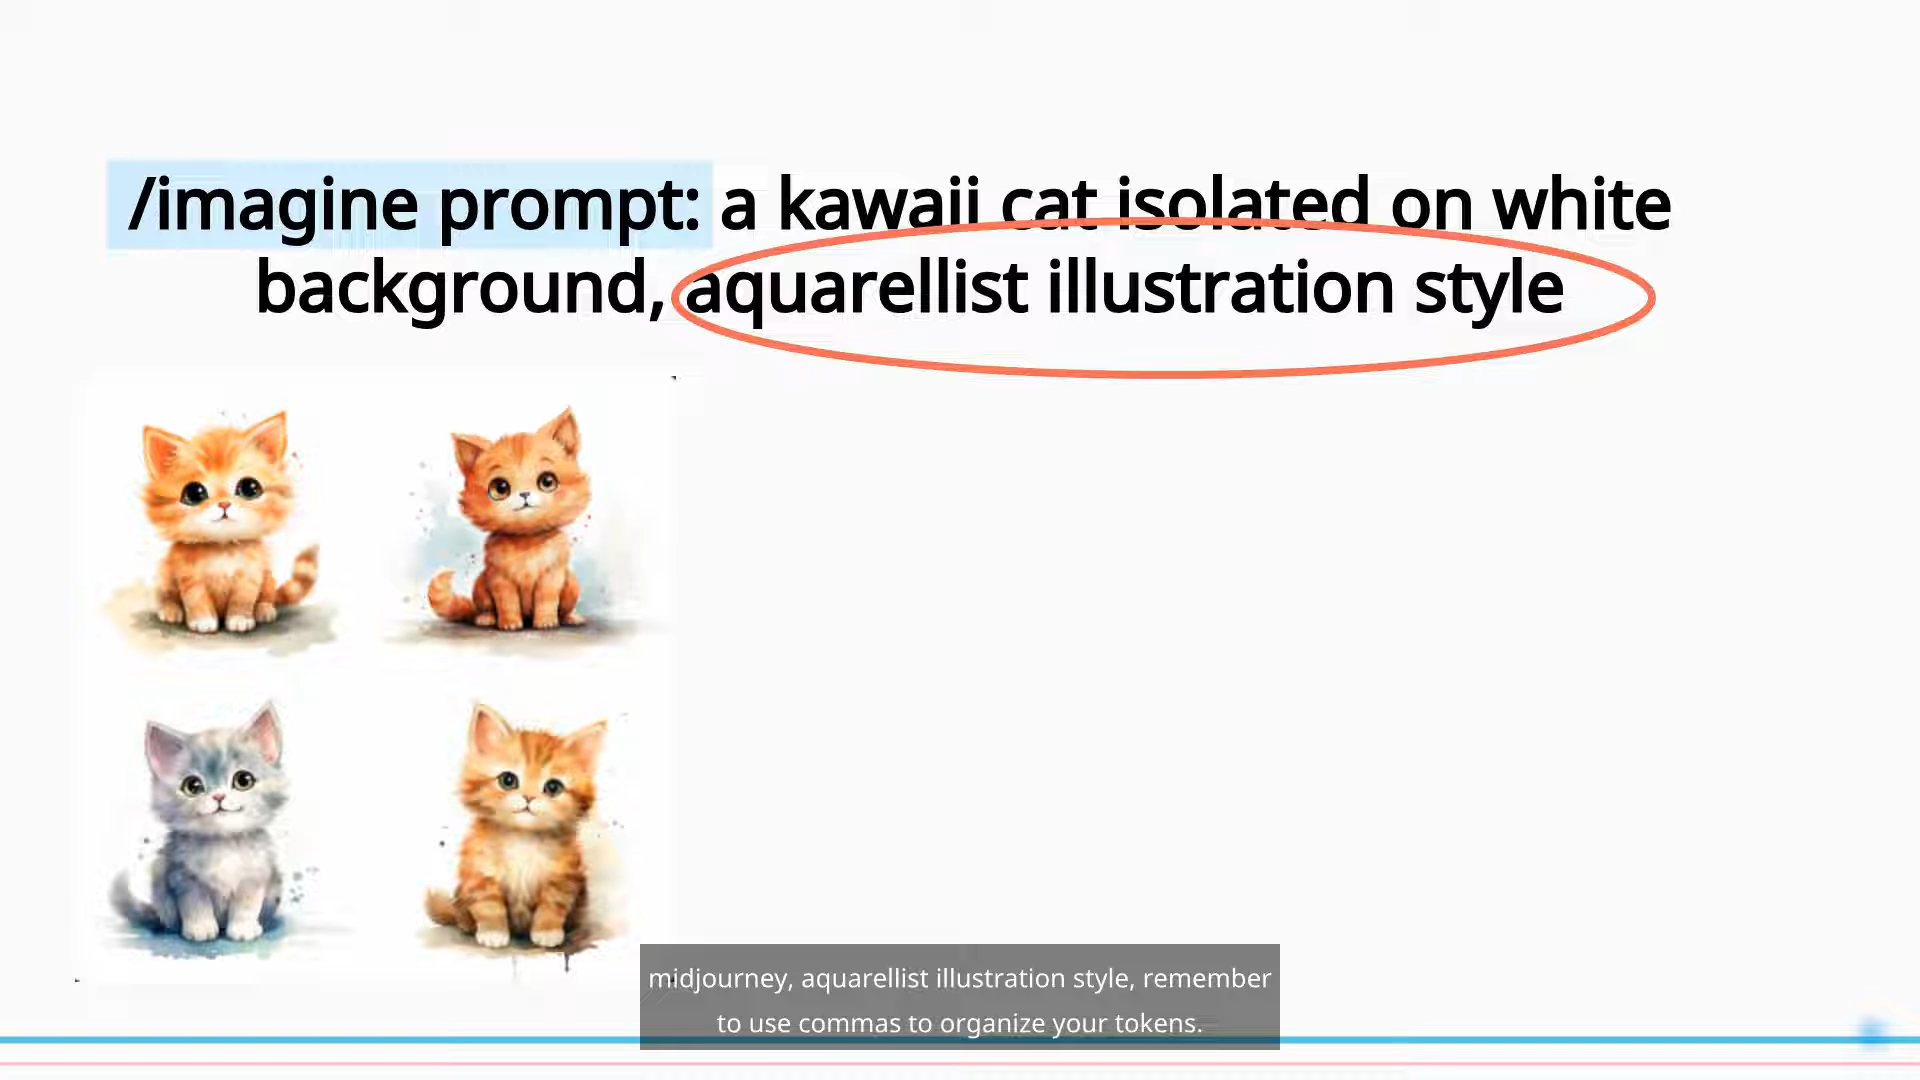 /imagine prompt: a kawaii cat isolated on white
background, aquarellist illustration style
midjourney, aquarellist illustration style, remember
to use commas to organize your tokens.